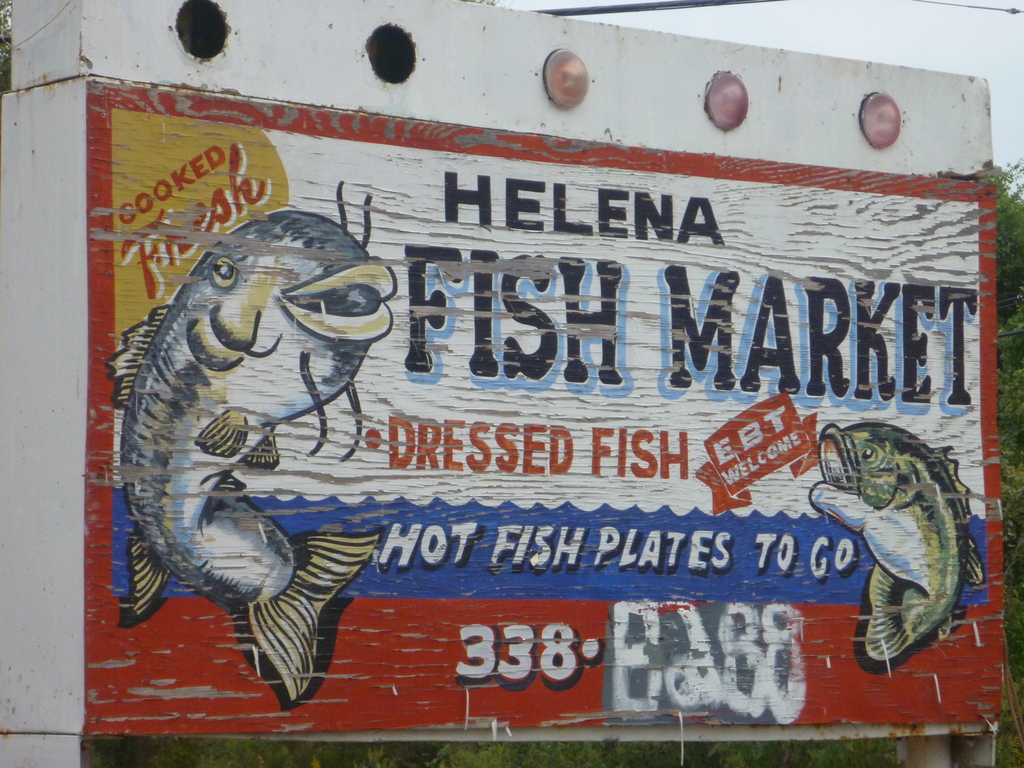 COOKED
Fresh
HELENA
FISH MARKET
• DRESSED FISH
EBT
WELCOME
HOT FISH PLATES TO GO
338-